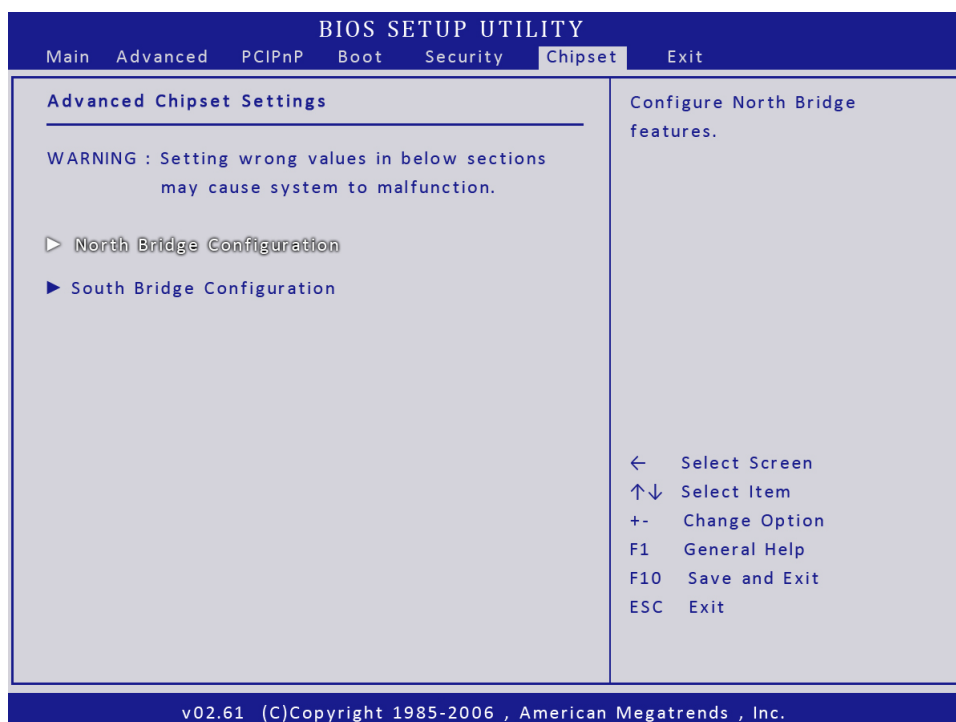 BIOS SETUP UTILITY
Main Advanced PCIPnP Boot Security Chipset Exit
Advanced Chipset Settings
WARNING : Setting wrong values in below sections
may cause system to malfunction.
► North Bridge Configuration
► South Bridge Configuration
Configure North Bridge
features.
← Select Screen
↑↓ Select Item
+- Change Option
F1 General Help
F10 Save and Exit
ESC Exit
v02.61 (C)Copyright 1985-2006 , American Megatrends , Inc.